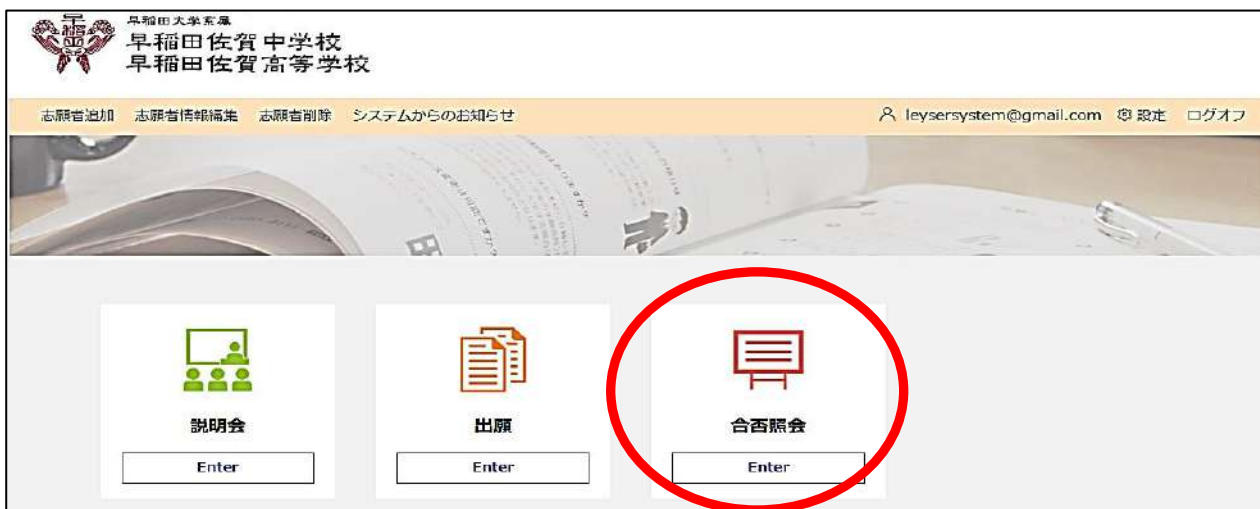 早稲田大学系属
早稲田佐賀中学校
早稲田佐賀高等学校
志願者追加 志願者情報編集 志願者削除 システムからのお知らせ leysersystem@gmail.com 設定 ログオフ
説明会 出願 合否照会
Enter Enter Enter